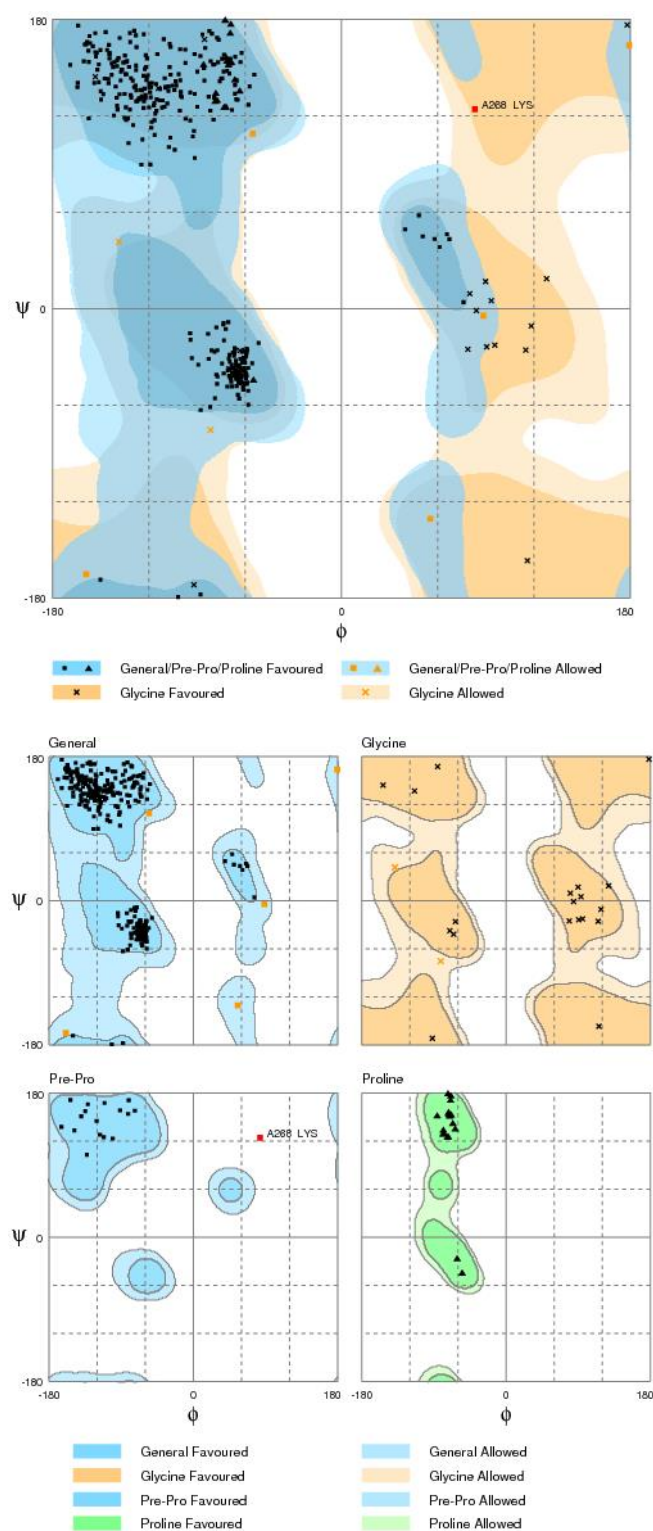 180
A268 LYS
ψ
0
-180
-180
0
180
ϕ
General/Pre-Pro/Proline Favoured
General/Pre-Pro/Proline Allowed
Glycine Favoured
Glycine Allowed
General
Glycine
180
ψ
0
-180
Pre-Pro
Proline
180
A268 LYS
ψ
0
-180
-180
0
180
-180
0
180
ϕ
ϕ
General Favoured
General Allowed
Glycine Favoured
Glycine Allowed
Pre-Pro Favoured
Pre-Pro Allowed
Proline Favoured
Proline Allowed